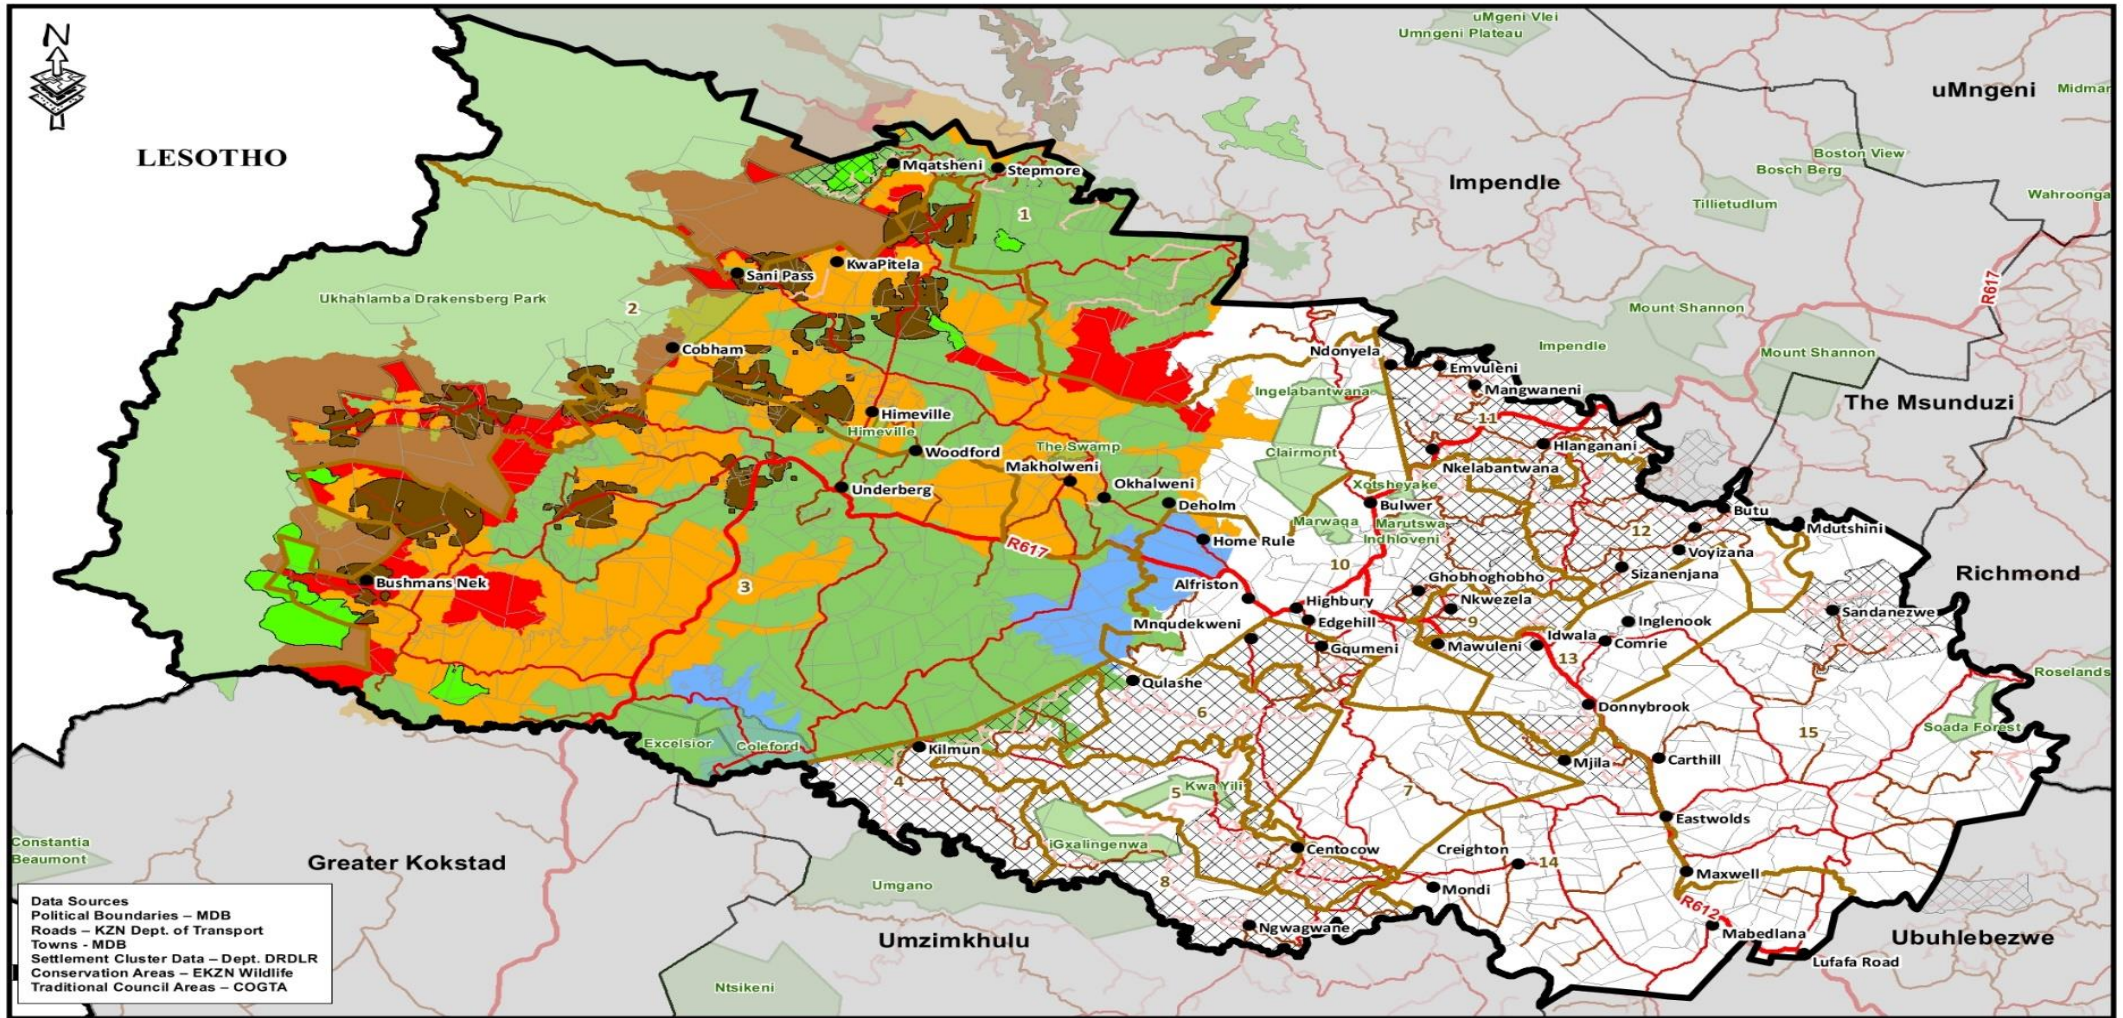 N
uMgeni Vlei
Umngeni Plateau
uMngeni
Midmar
LESOTHO
Boston View
Bosch Berg
Mqatsheni
Stepmore
Impendle
Wahroonga
Tillietudlum
1
Sani Pass
KwaPitela
R617
Ukhahlamba Drakensberg Park
2
Mount Shannon
Cobham
Ndonyela
Impendle
Mount Shannon
Emvuleni
Mangwaneni
Ingelabantwana
The Msunduzi
Himeville
Himeville
11
Hlanganani
The Swamp
Woodford
Clairmont
Makholweni
Nkelabantwana
Okhalweni
Xotsheyake
Underberg
Deholm
Bulwer
Butu
Marwaqa
Marutswa
Mdutshini
Indhloveni
12
Home Rule
R617
Voyizana
10
Sizanenjana
Richmond
Bushmans Nek
3
Alfriston
Ghobhoghobho
Highbury
Nkwezela
Sandanezwe
Mnqudekweni
Edgehill
9
Inglenook
Idwala
Comrie
Gqumeni
Mawuleni
13
Roselands
Qulashe
6
Donnybrook
Soada Forest
15
Excelsior
Coleford
Kilmun
Carthill
Mjila
4
5
Kwa Yili
7
Eastwolds
Constantia
Beaumont
iGxalingenwa
Centocow
Creighton
Greater Kokstad
14
Maxwell
8
Umgano
Mondi
R612
Data Sources
Political Boundaries – MDB
Roads – KZN Dept. of Transport
Towns - MDB
Settlement Cluster Data – Dept. DRDLR
Conservation Areas – EKZN Wildlife
Traditional Council Areas – COGTA
Ngwagwane
Mabedlana
Umzimkhulu
Ubuhlebezwe
Lufafa Road
Ntsikeni